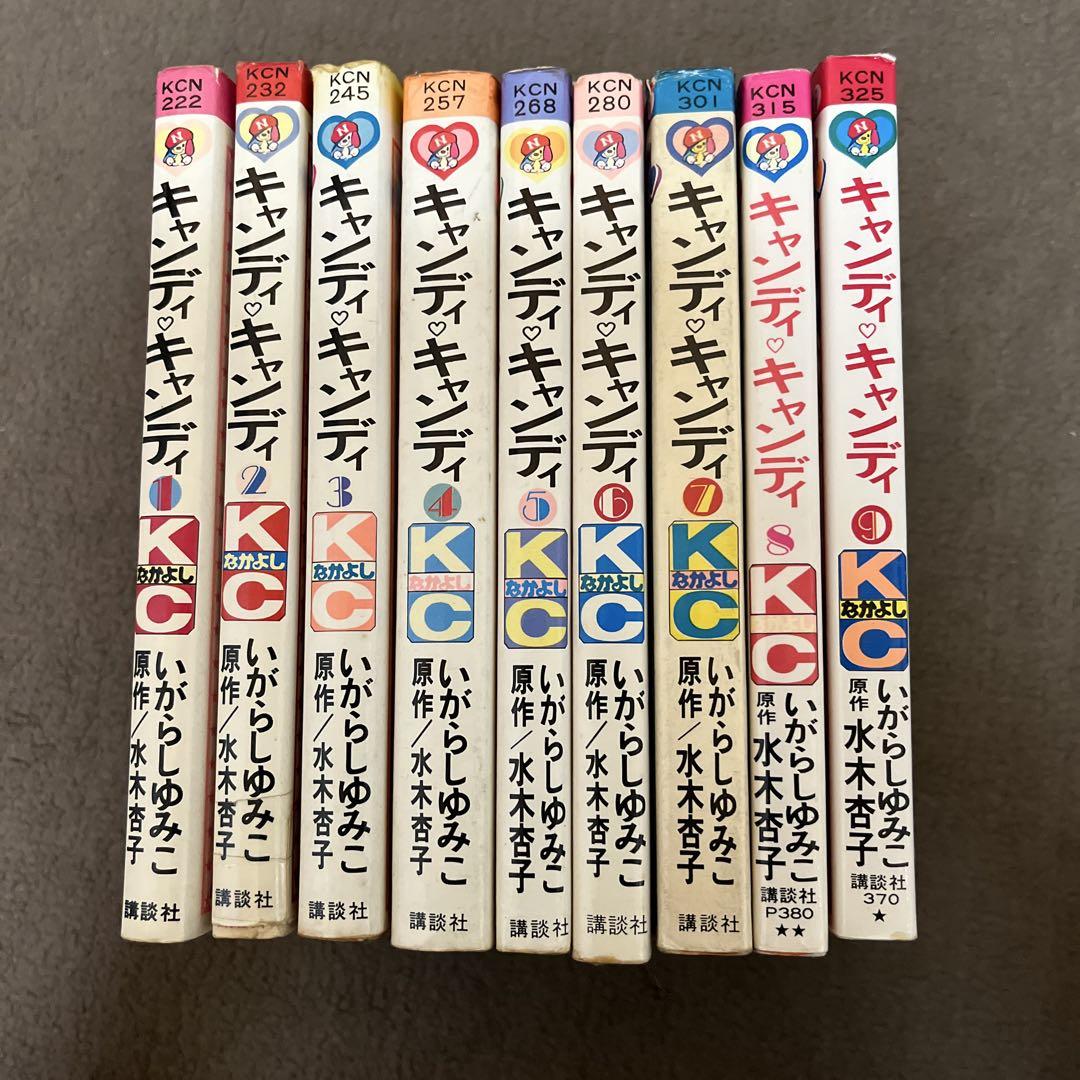 KCN
222
キャンディ♡キャンディ
1
K
なかよし
C
いがらしゆみこ
原作/水木杏子
講談社
KCN
232
キャンディ♡キャンディ
2
K
なかよし
C
いがらしゆみこ
原作/水木杏子
KCN
245
キャンディ♡キャンディ
3
K
なかよし
C
いがらしゆみこ
原作/水木杏子
講談社
KCN
257
キャンディ♡キャンディ
4
K
なかよし
C
いがらしゆみこ
原作/水木杏子
講談社
KCN
268
キャンディ♡キャンディ
5
K
なかよし
C
いがらしゆみこ
原作/水木杏子
講談社
KCN
280
キャンディ♡キャンディ
6
K
なかよし
C
いがらしゆみこ
原作/水木杏子
講談社
KCN
301
キャンディ♡キャンディ
7
K
なかよし
C
いがらしゆみこ
原作/水木杏子
講談社
KCN
315
キャンディ♡キャンディ
8
K
なかよし
C
いがらしゆみこ
原作 水木杏子
講談社
P380
★★
KCN
325
キャンディ♡キャンディ
9
K
なかよし
C
いがらしゆみこ
原作 水木杏子
講談社
370
★